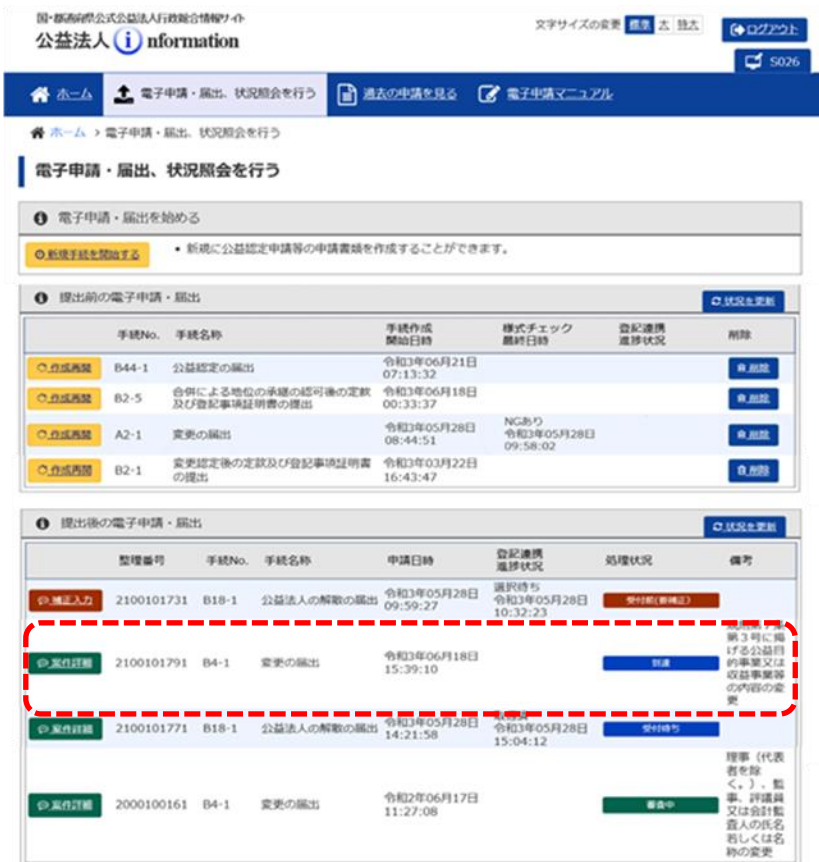 国・都道府県公式公益法人行政総合情報サイト
公益法人 i nformation
文字サイズの変更 標準 大 特大
ログアウト
S026
ホーム 電子申請・届出、状況照会を行う 過去の申請を見る 電子申請マニュアル
ホーム > 電子申請・届出、状況照会を行う
電子申請・届出、状況照会を行う
電子申請・届出を始める
新規手続を開始する ・ 新規に公益認定申請等の申請書類を作成することができます。
提出前の電子申請・届出 状況を更新
手続No. 手続名称 手続作成 様式チェック 登記連携 削除
開始日時 最終日時 進捗状況
作成再開 B44-1 公益認定の届出 令和3年06月21日 削除
07:13:32
作成再開 B2-5 合併による地位の承継の認可後の定款 令和3年06月18日 削除
及び登記事項証明書の提出 00:33:37
作成再開 A2-1 変更の届出 令和3年05月28日 NGあり 削除
08:44:51 令和3年05月28日
09:58:02
作成再開 B2-1 変更認定後の定款及び登記事項証明書 令和3年03月22日 削除
の提出 16:43:47
提出後の電子申請・届出 状況を更新
整理番号 手続No. 手続名称 申請日時 登記連携 処理状況 備考
進捗状況
補正入力 2100101731 B18-1 公益法人の解散の届出 令和3年05月28日 選択待ち 受付前(要補正)
09:59:27 令和3年05月28日
10:32:23
第3号に掲
げる公益目
案件詳細 2100101791 B4-1 変更の届出 令和3年06月18日 到達 的事業又は
15:39:10 収益事業等
の内容の変
更
案件詳細 2100101771 B18-1 公益法人の解散の届出 令和3年05月28日 令和3年05月28日 受付待ち
14:21:58 15:04:12
理事（代表
者を除
く。）、監
案件詳細 2000100161 B4-1 変更の届出 令和2年06月17日 審査中 事、評議員
11:27:08 又は会計監
査人の氏名
若しくは名
称の変更